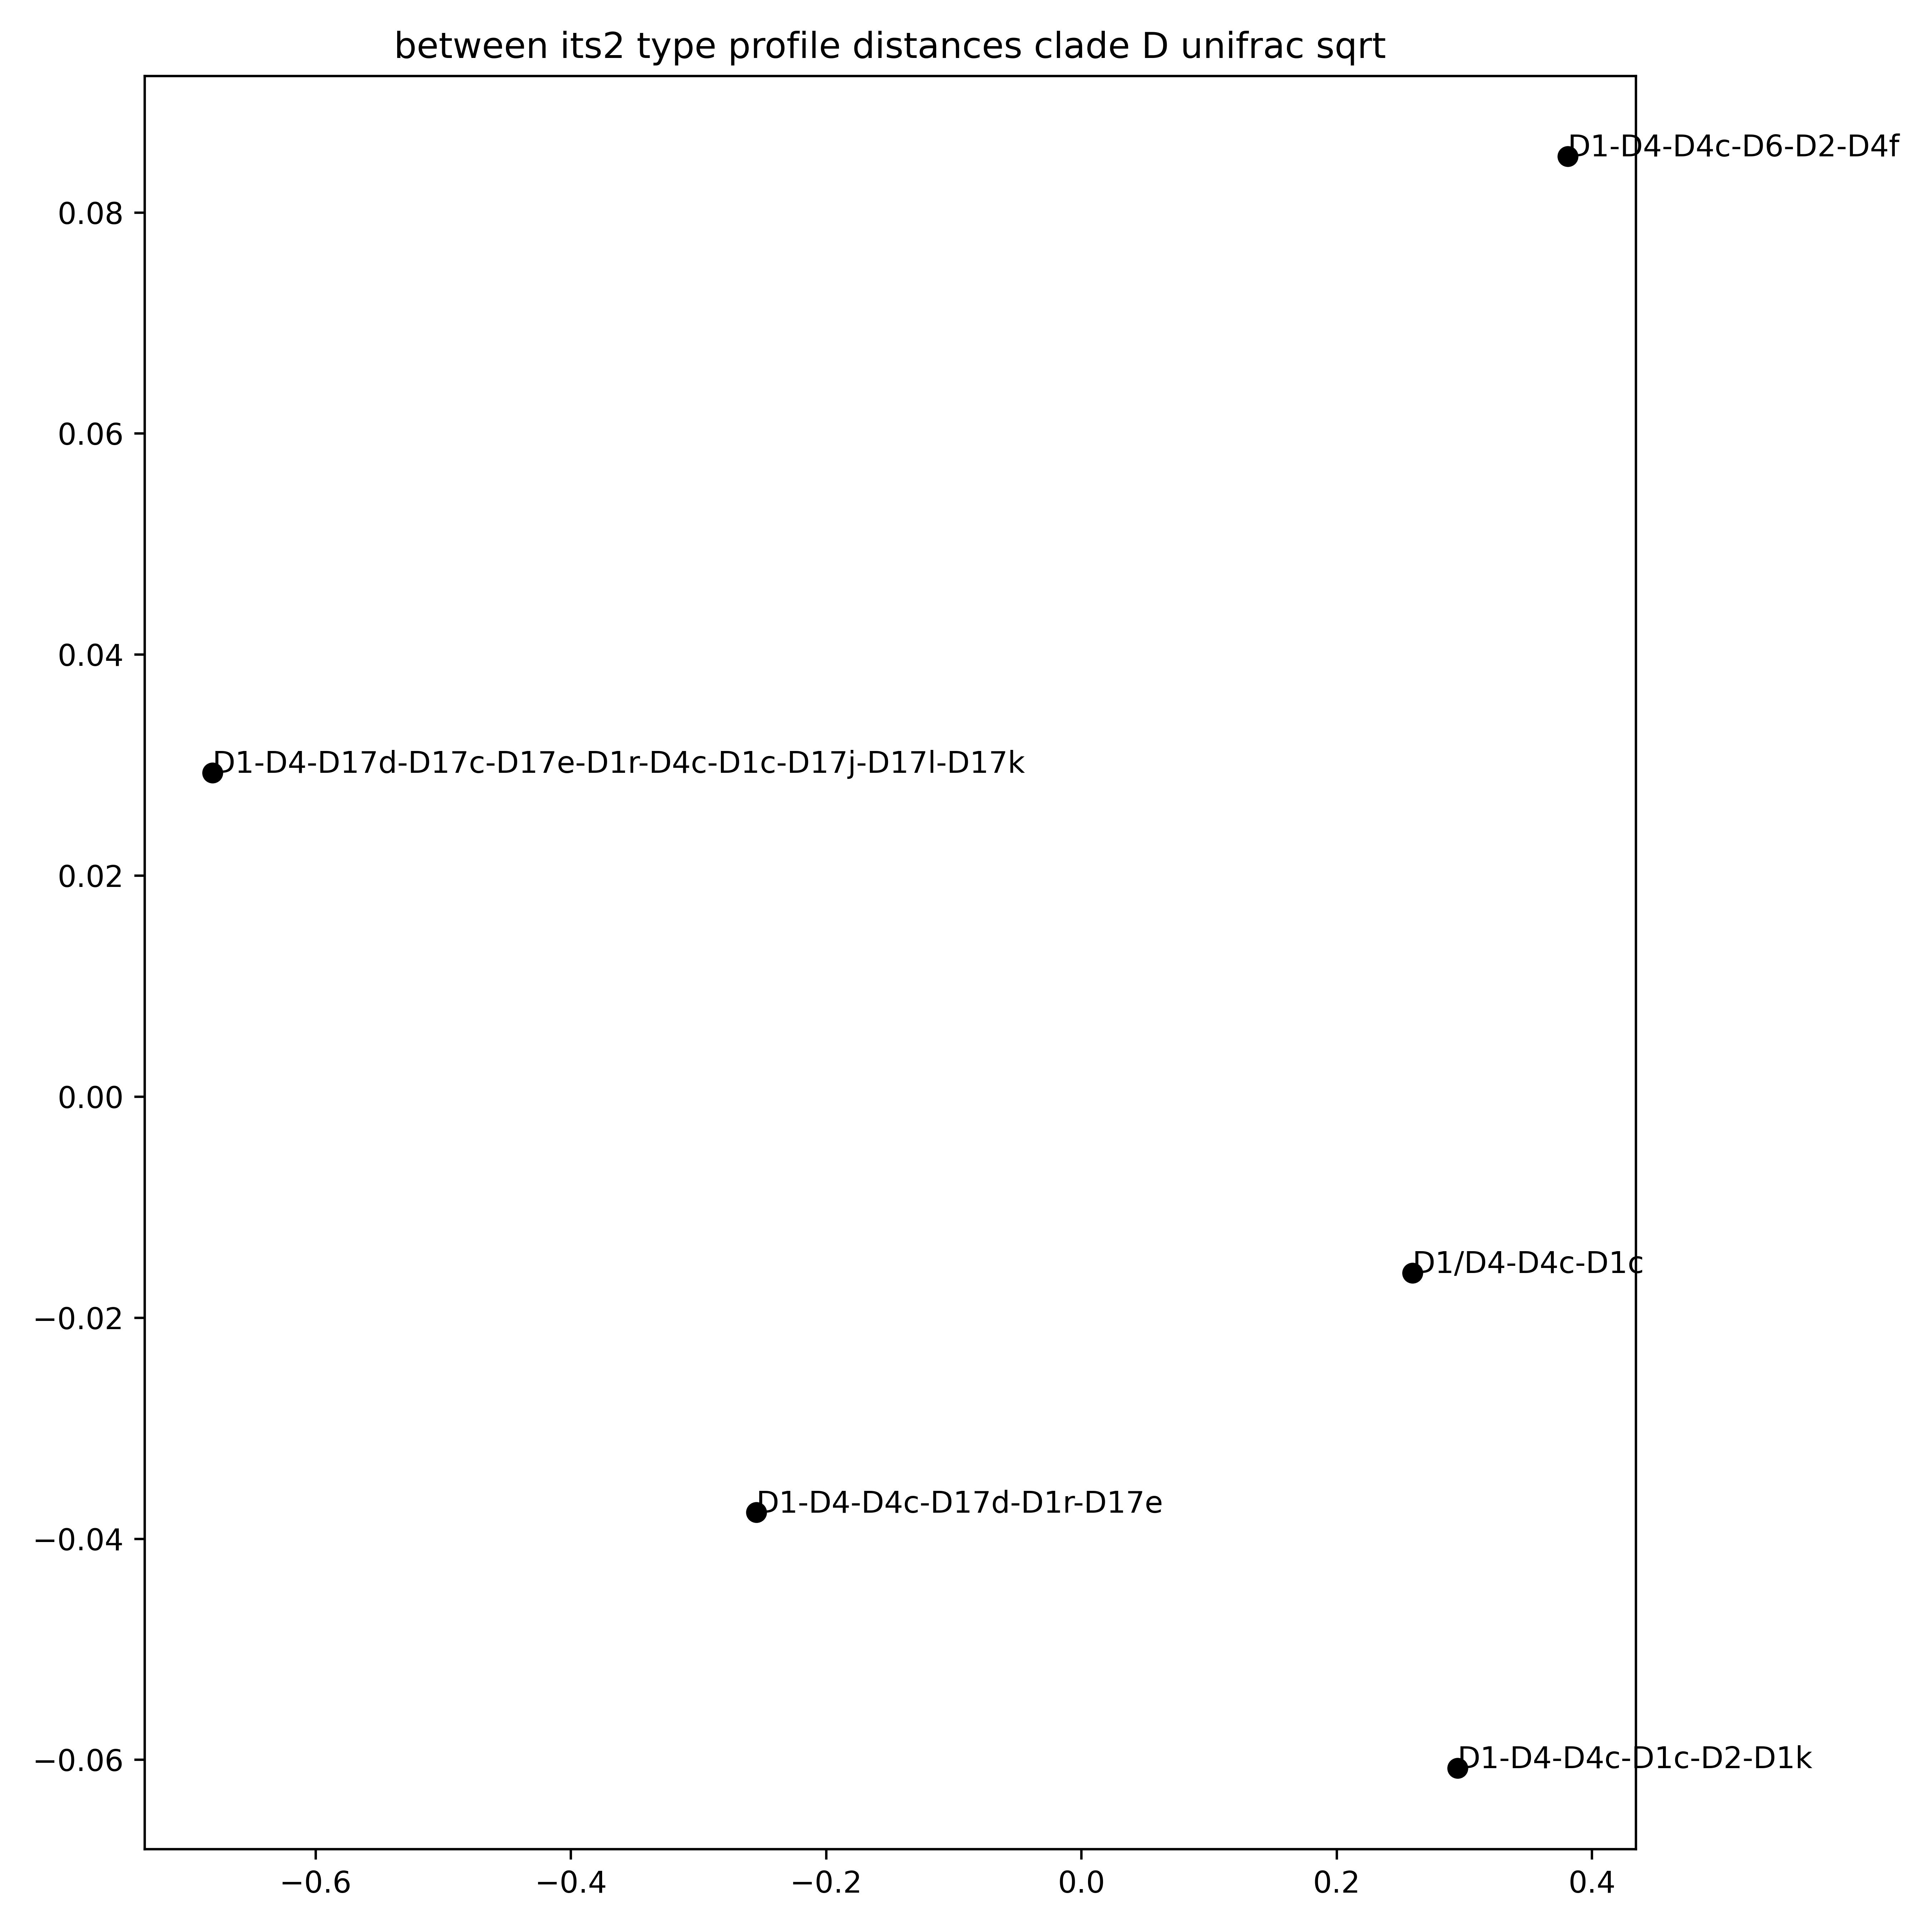 between its2 type profile distances clade D unifrac sqrt
D1-D4-D4c-D6-D2-D4f
0.08
0.06
0.04
D1-D4-D17d-D17c-D17e-D1r-D4c-D1c-D17j-D17l-D17k
0.02
0.00
D1/D4-D4c-D1c
−0.02
D1-D4-D4c-D17d-D1r-D17e
−0.04
−0.06
D1-D4-D4c-D1c-D2-D1k
−0.6 −0.4 −0.2 0.0 0.2 0.4